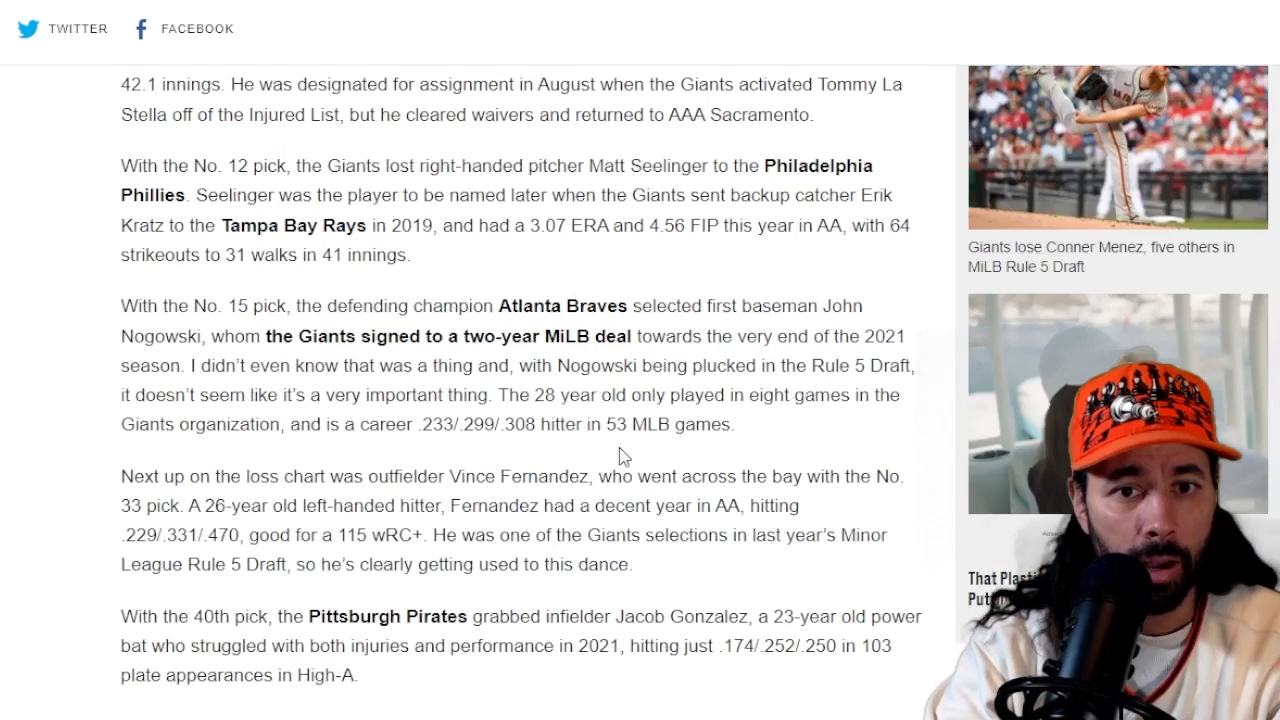 TWITTER
FACEBOOK
42.1 innings. He was designated for assignment in August when the Giants activated Tommy La
Stella off of the Injured List, but he cleared waivers and returned to AAA Sacramento.
With the No. 12 pick, the Giants lost right-handed pitcher Matt Seelinger to the Philadelphia
Phillies. Seelinger was the player to be named later when the Giants sent backup catcher Erik
Kratz to the Tampa Bay Rays in 2019, and had a 3.07 ERA and 4.56 FIP this year in AA, with 64
strikeouts to 31 walks in 41 innings.
With the No. 15 pick, the defending champion Atlanta Braves selected first baseman John
Nogowski, whom the Giants signed to a two-year MiLB deal towards the very end of the 2021
season. I didn’t even know that was a thing and, with Nogowski being plucked in the Rule 5 Draft,
it doesn’t seem like it’s a very important thing. The 28 year old only played in eight games in the
Giants organization, and is a career .233/.299/.308 hitter in 53 MLB games.
Next up on the loss chart was outfielder Vince Fernandez, who went across the bay with the No.
33 pick. A 26-year old left-handed hitter, Fernandez had a decent year in AA, hitting
.229/.331/.470, good for a 115 wRC+. He was one of the Giants selections in last year’s Minor
League Rule 5 Draft, so he’s clearly getting used to this dance.
With the 40th pick, the Pittsburgh Pirates grabbed infielder Jacob Gonzalez, a 23-year old power
bat who struggled with both injuries and performance in 2021, hitting just .174/.252/.250 in 103
plate appearances in High-A.
Giants lose Conner Menez, five others in
MiLB Rule 5 Draft
That